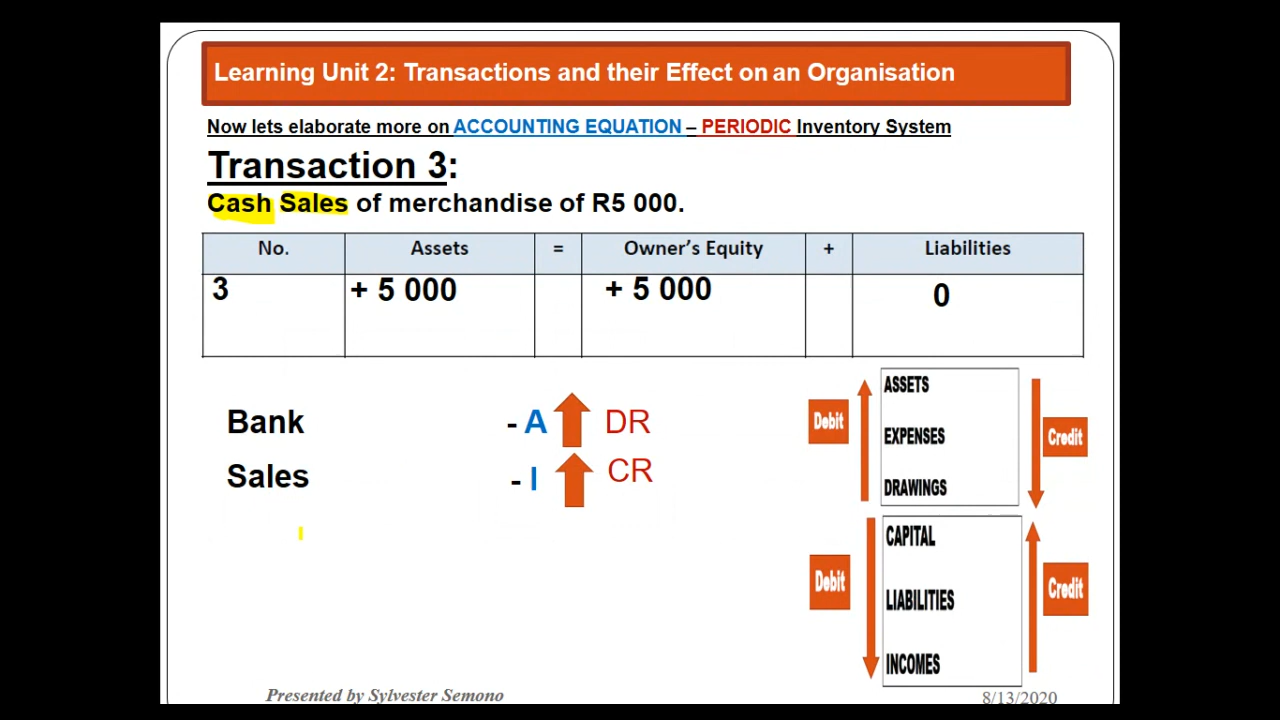 Learning Unit 2: Transactions and their Effect on an Organisation
Now lets elaborate more on ACCOUNTING EQUATION – PERIODIC Inventory System
Transaction 3:
Cash Sales of merchandise of R5 000.
No. Assets = Owner's Equity + Liabilities
3 + 5 000 + 5 000 0
Bank - A DR
Sales - I CR
ASSETS
Debit EXPENSES Credit
DRAWINGS
CAPITAL
Debit LIABILITIES Credit
INCOMES
Presented by Sylvester Semono 8/13/2020